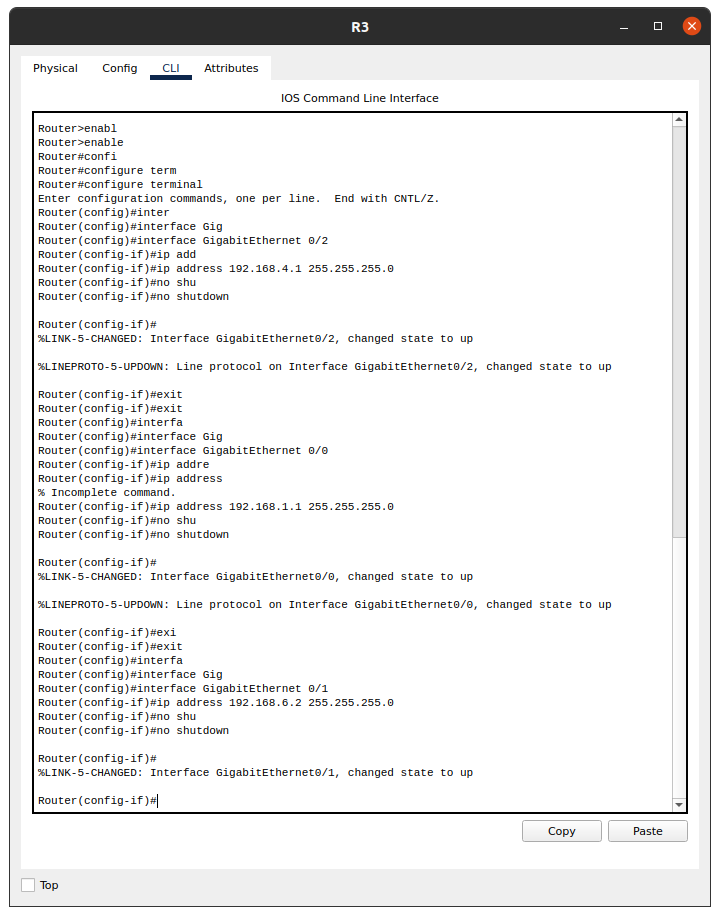 R3
Physical Config CLI Attributes
IOS Command Line Interface
Router>enabl
Router>enable
Router#confi
Router#configure term
Router#configure terminal
Enter configuration commands, one per line.  End with CNTL/Z.
Router(config)#inter
Router(config)#interface Gig
Router(config)#interface GigabitEthernet 0/2
Router(config-if)#ip add
Router(config-if)#ip address 192.168.4.1 255.255.255.0
Router(config-if)#no shu
Router(config-if)#no shutdown
Router(config-if)#
%LINK-5-CHANGED: Interface GigabitEthernet0/2, changed state to up
%LINEPROTO-5-UPDOWN: Line protocol on Interface GigabitEthernet0/2, changed state to up
Router(config-if)#exit
Router(config-if)#exit
Router(config)#interfa
Router(config)#interface Gig
Router(config)#interface GigabitEthernet 0/0
Router(config-if)#ip addre
Router(config-if)#ip address
% Incomplete command.
Router(config-if)#ip address 192.168.1.1 255.255.255.0
Router(config-if)#no shu
Router(config-if)#no shutdown
Router(config-if)#
%LINK-5-CHANGED: Interface GigabitEthernet0/0, changed state to up
%LINEPROTO-5-UPDOWN: Line protocol on Interface GigabitEthernet0/0, changed state to up
Router(config-if)#exi
Router(config-if)#exit
Router(config)#interfa
Router(config)#interface Gig
Router(config)#interface GigabitEthernet 0/1
Router(config-if)#ip address 192.168.6.2 255.255.255.0
Router(config-if)#no shu
Router(config-if)#no shutdown
Router(config-if)#
%LINK-5-CHANGED: Interface GigabitEthernet0/1, changed state to up
Router(config-if)#
Copy Paste
Top